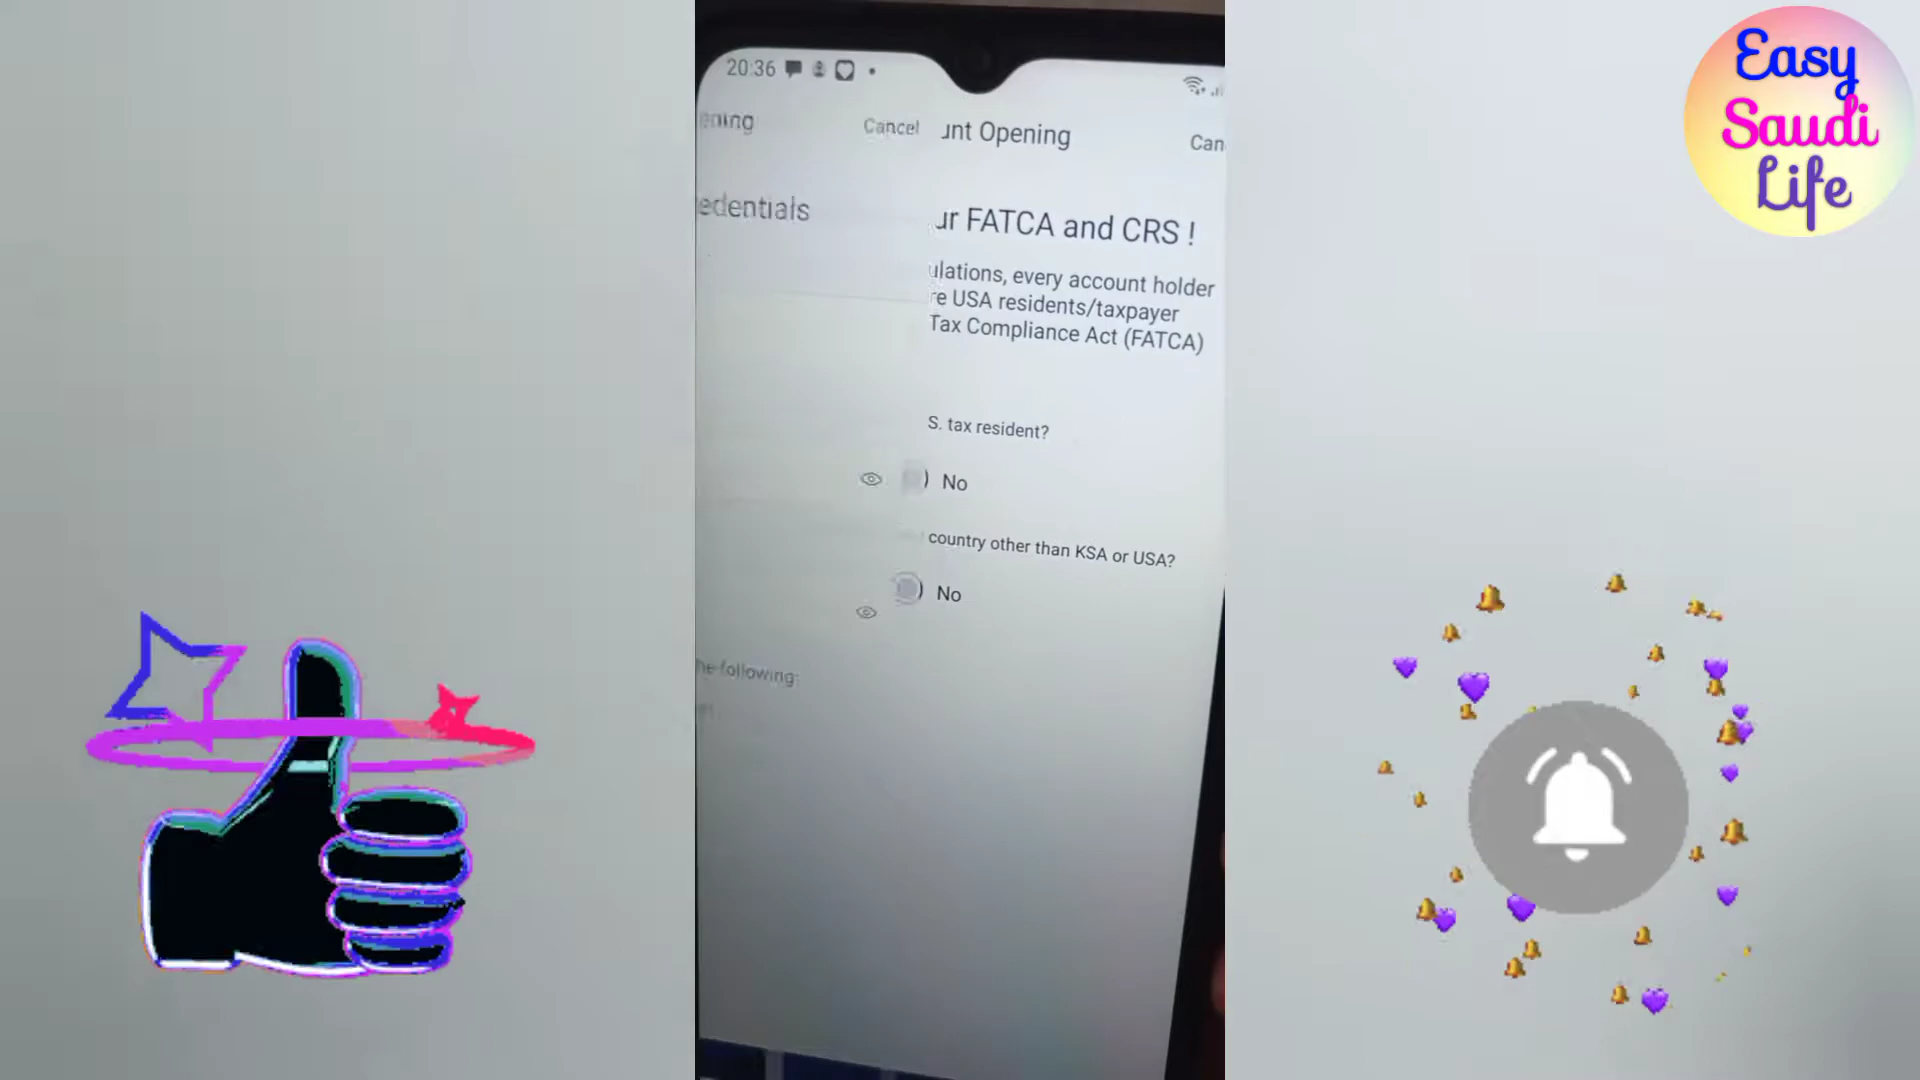 20:36
ening
Cancel
unt Opening
Can
edentials
ur FATCA and CRS !
ulations, every account holder
re USA residents/taxpayer
Tax Compliance Act (FATCA)
S. tax resident?
No
country other than KSA or USA?
No
he following:
Easy
Saudi
Life